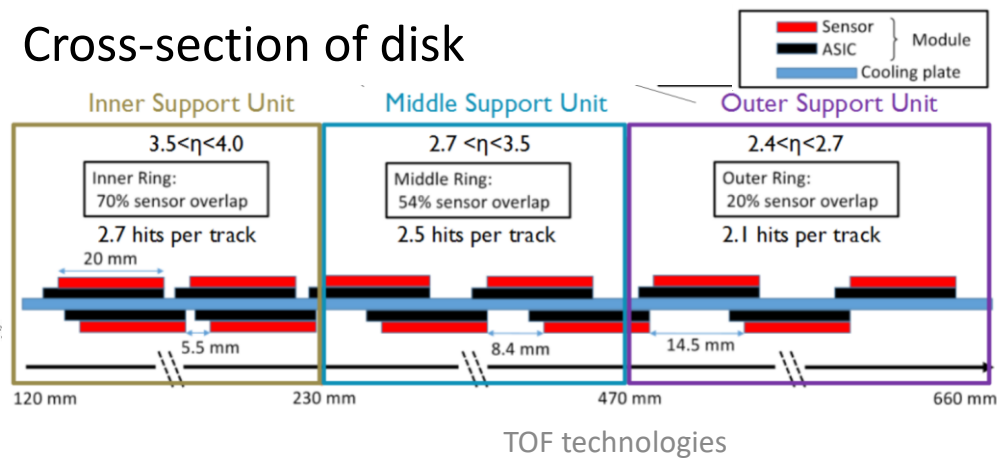 Cross-section of disk
Sensor
ASIC
Module
Cooling plate
Inner Support Unit
Middle Support Unit
Outer Support Unit
3.5<η<4.0
2.7 <η<3.5
2.4<η<2.7
Inner Ring:
70% sensor overlap
Middle Ring:
54% sensor overlap
Outer Ring:
20% sensor overlap
2.7 hits per track
2.5 hits per track
2.1 hits per track
20 mm
5.5 mm
8.4 mm
14.5 mm
120 mm
230 mm
470 mm
660 mm
TOF technologies